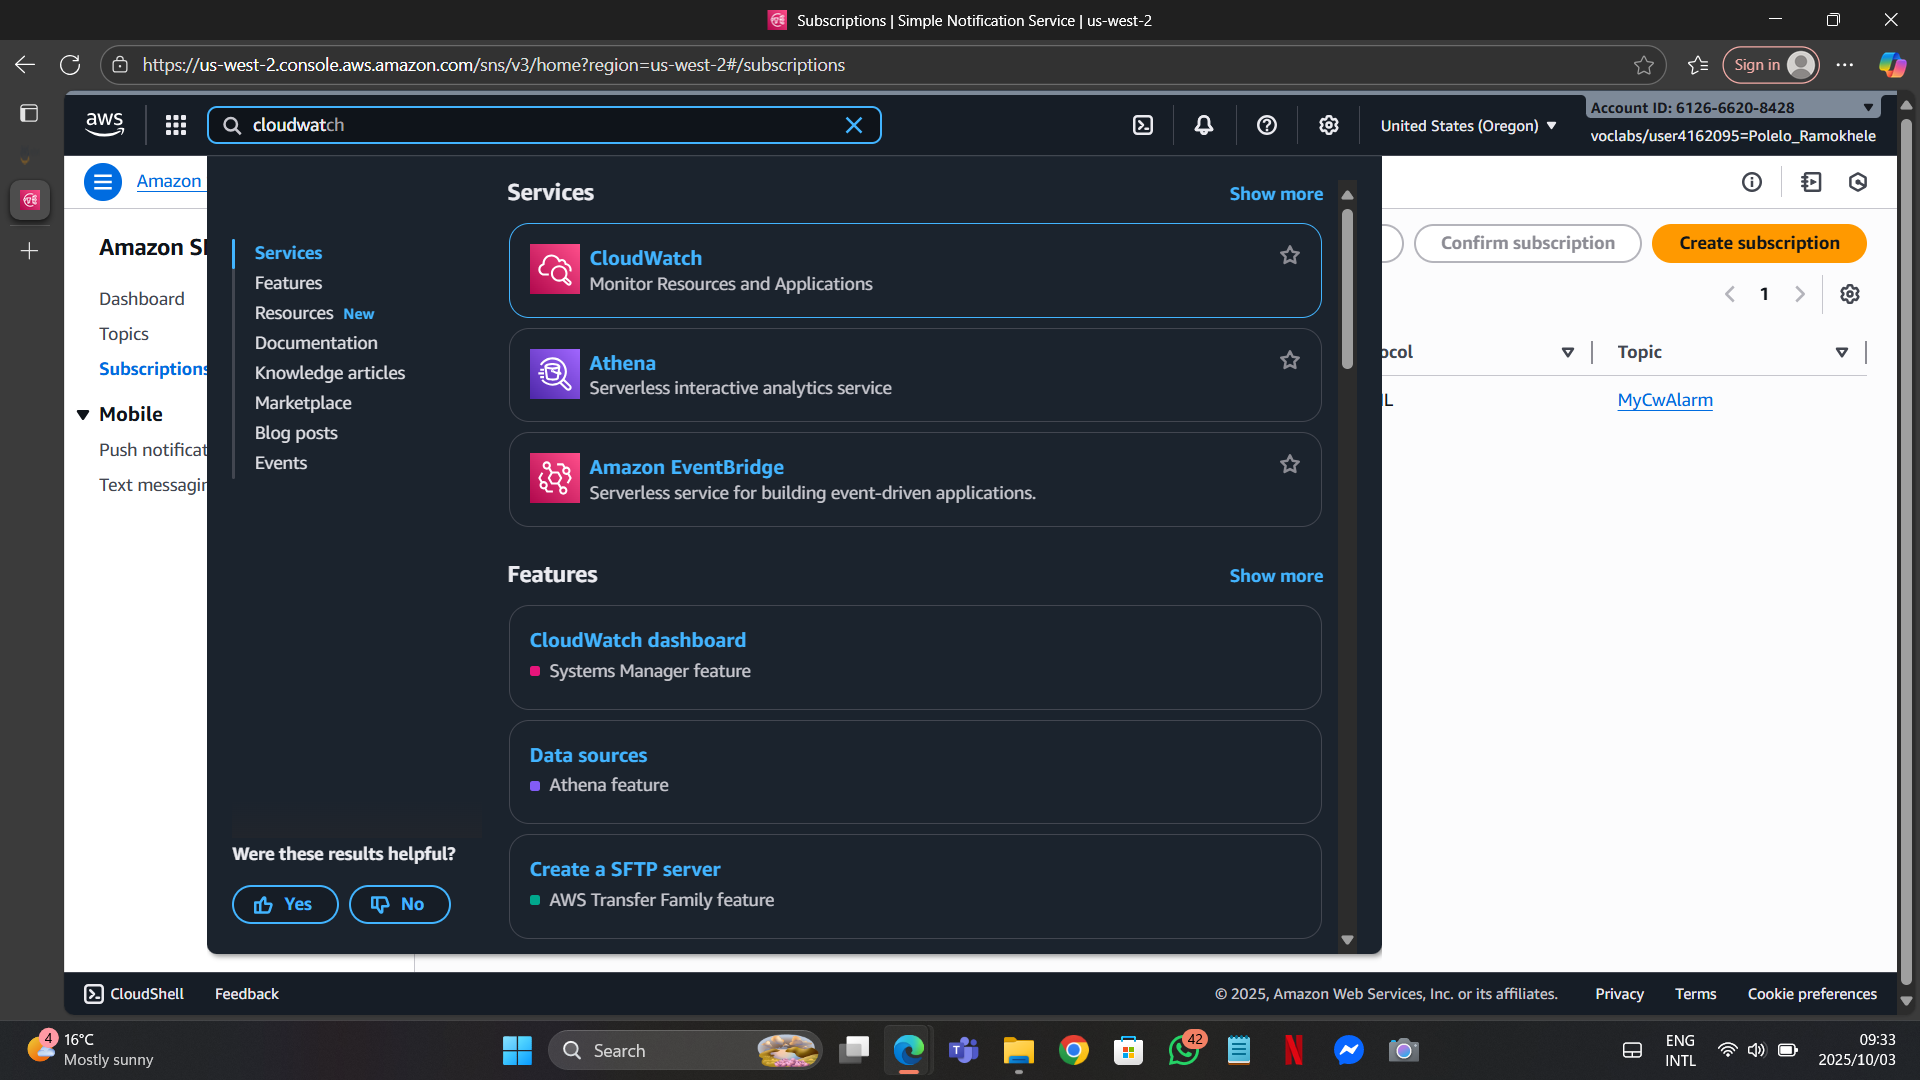 Subscriptions | Simple Notification Service | us-west-2
https://us-west-2.console.aws.amazon.com/sns/v3/home?region=us-west-2#/subscriptions
Sign in
aws
cloudwatch
United States (Oregon)
Account ID: 6126-6620-8428
voclabs/user4162095=Polelo_Ramokhele
Amazon
Amazon S
Dashboard
Topics
Subscriptions
Mobile
Push notificat
Text messagin
Services
Features
Resources New
Documentation
Knowledge articles
Marketplace
Blog posts
Events
Were these results helpful?
Yes
No
Services
Show more
CloudWatch
Monitor Resources and Applications
Athena
Serverless interactive analytics service
Amazon EventBridge
Serverless service for building event-driven applications.
Features
Show more
CloudWatch dashboard
Systems Manager feature
Data sources
Athena feature
Create a SFTP server
AWS Transfer Family feature
Confirm subscription
Create subscription
1
ocol
Topic
IL
MyCwAlarm
CloudShell
Feedback
© 2025, Amazon Web Services, Inc. or its affiliates.
Privacy
Terms
Cookie preferences
4
16°C
Mostly sunny
Search
42
N
ENG
INTL
09:33
2025/10/03